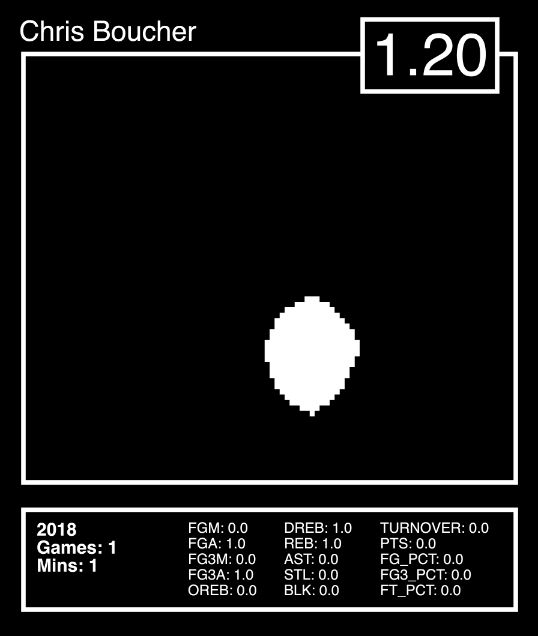 Chris Boucher
1.20
2018
Games: 1
Mins: 1
FGM: 0.0
FGA: 1.0
FG3M: 0.0
FG3A: 1.0
OREB: 0.0
DREB: 1.0
REB: 1.0
AST: 0.0
STL: 0.0
BLK: 0.0
TURNOVER: 0.0
PTS: 0.0
FG_PCT: 0.0
FG3_PCT: 0.0
FT_PCT: 0.0